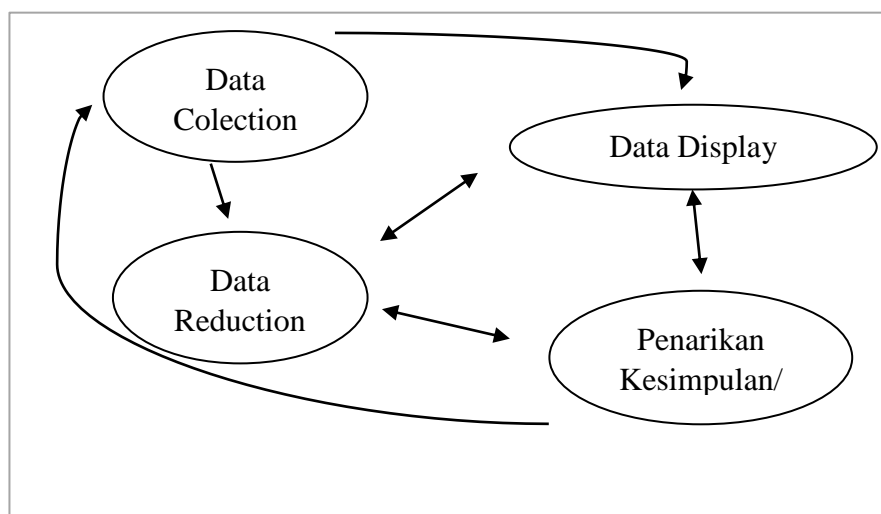 Data
Colection
Data Display
Data
Reduction
Penarikan
Kesimpulan/